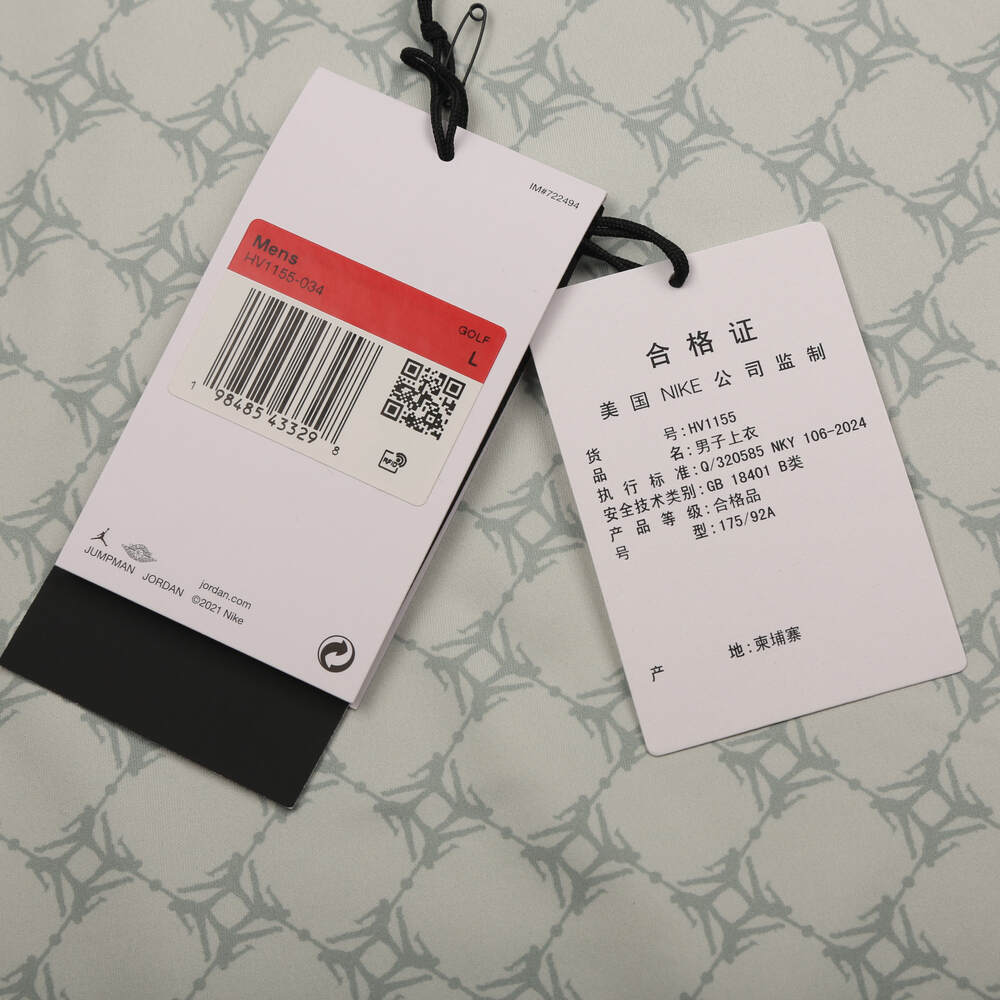 IM#722494
Mens
HV1155-034
GOLF
L
1 98485 43329 8
RFID
JUMPMAN JORDAN
jordan.com
©2021 Nike
合格证
美国 NIKE 公司监制
货号:HV1155
品名:男子上衣
执行标准:Q/320585 NKY 106-2024
安全技术类别:GB 18401 B类
产品等级:合格品
号型:175/92A
产地:柬埔寨